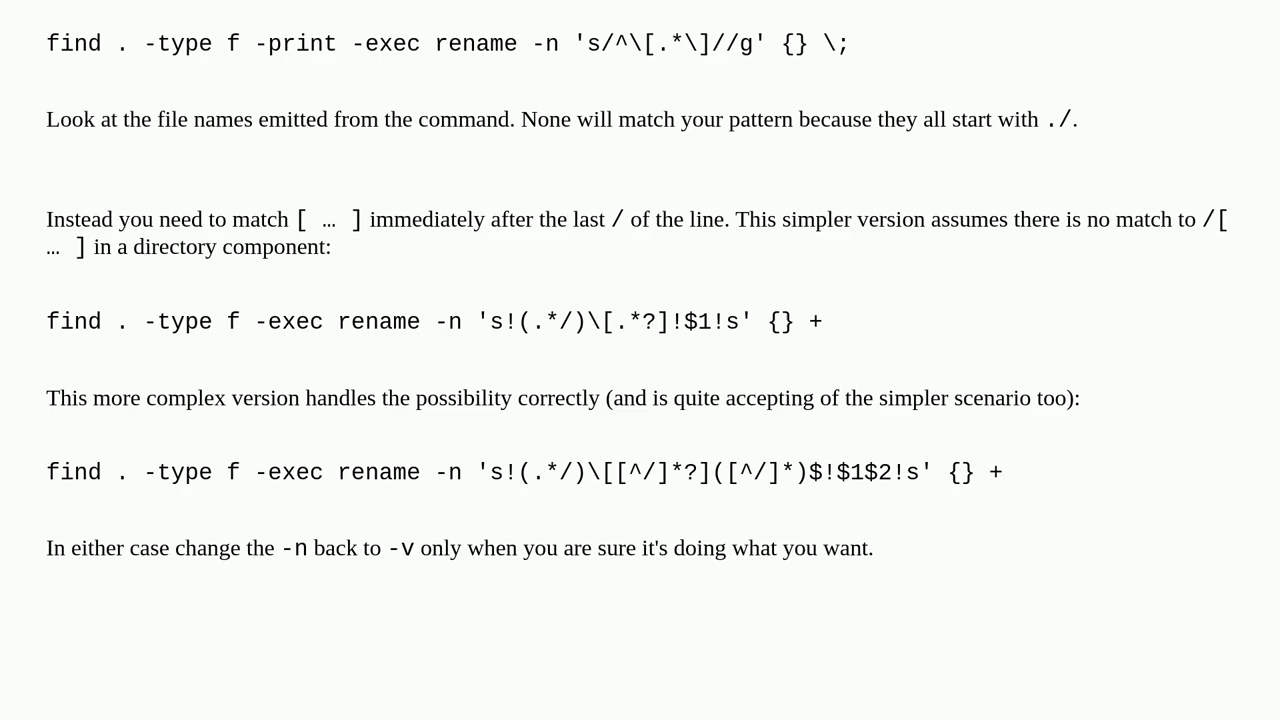 find . -type f -print -exec rename -n 's/^\[.*\]//g' {} \;
Look at the file names emitted from the command. None will match your pattern because they all start with ./.
Instead you need to match [ … ] immediately after the last / of the line. This simpler version assumes there is no match to /[
… ] in a directory component:
find . -type f -exec rename -n 's!(.*/)\[.*?]!$1!s' {} +
This more complex version handles the possibility correctly (and is quite accepting of the simpler scenario too):
find . -type f -exec rename -n 's!(.*/)\[[^/]*?]([^/]*)$!$1$2!s' {} +
In either case change the -n back to -v only when you are sure it's doing what you want.